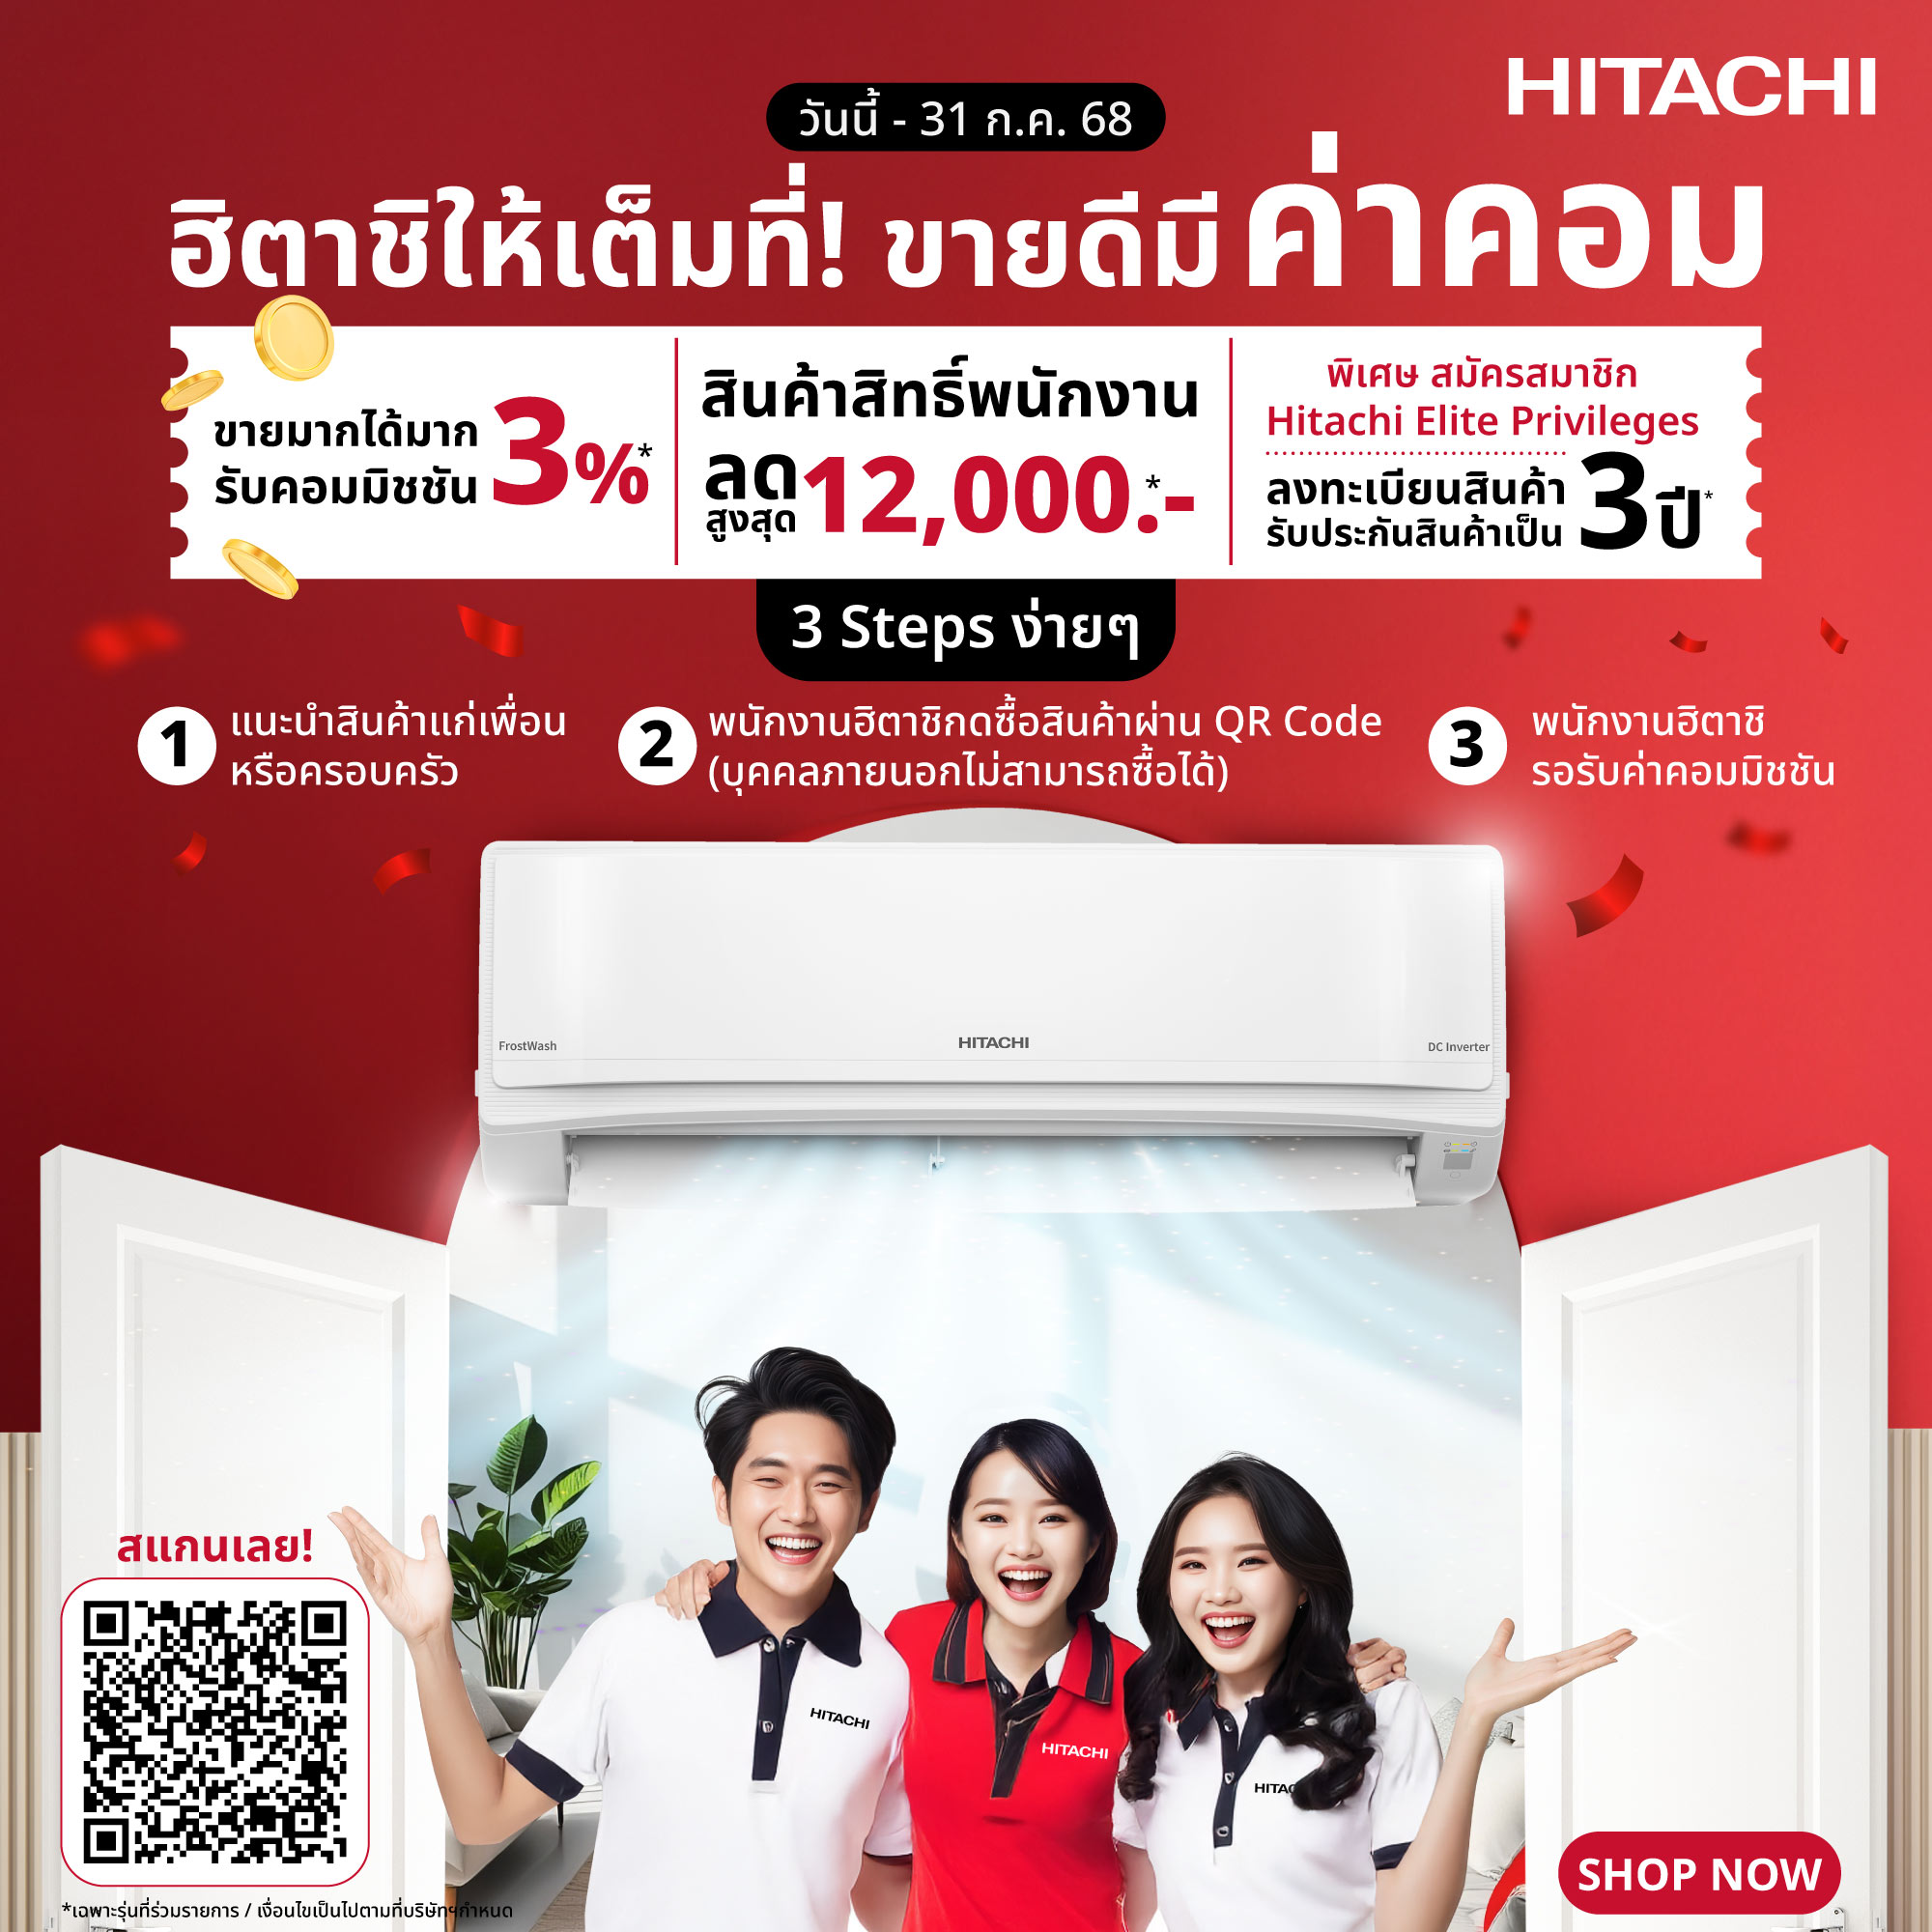 HITACHI
วันนี้ - 31 ก.ค. 68
ฮิตาชิให้เต็มที่! ขายดีมีค่าคอม
ขายมากได้มาก
รับคอมมิชชัน 3%*
สินค้าสิทธิ์พนักงาน
ลดสูงสุด 12,000.-*
พิเศษ สมัครสมาชิก
Hitachi Elite Privileges
ลงทะเบียนสินค้า
รับประกันสินค้าเป็น 3 ปี*
3 Steps ง่ายๆ
1 แนะนำสินค้าแก่เพื่อน
หรือครอบครัว
2 พนักงานฮิตาชิกดซื้อสินค้าผ่าน QR Code
(บุคคลภายนอกไม่สามารถซื้อได้)
3 พนักงานฮิตาชิ
รอรับค่าคอมมิชชัน
FrostWash
HITACHI
DC Inverter
สแกนเลย!
HITACHI
HITACHI
HITAC
SHOP NOW
*เฉพาะรุ่นที่ร่วมรายการ / เงื่อนไขเป็นไปตามที่บริษัทฯกำหนด